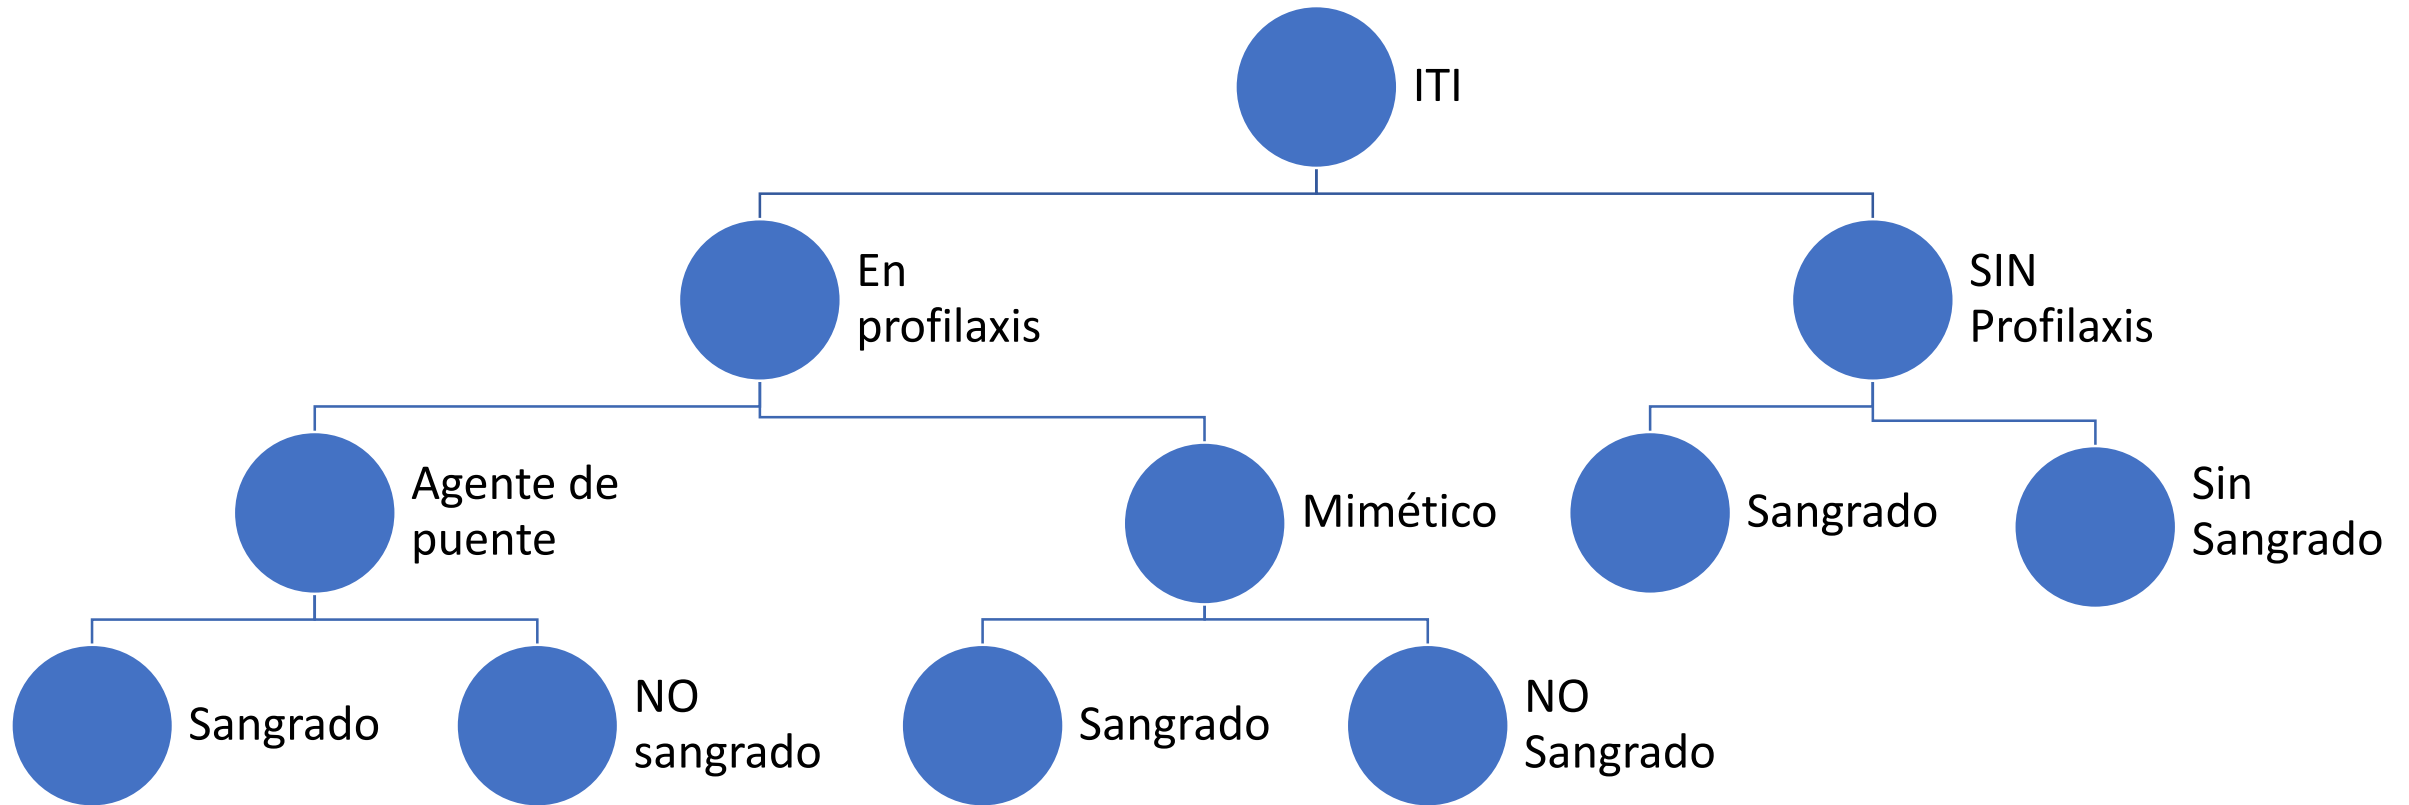 ITI
En
profilaxis
SIN
Profilaxis
Agente de
puente
Mimético
Sangrado
Sin
Sangrado
Sangrado
NO
sangrado
Sangrado
NO
Sangrado